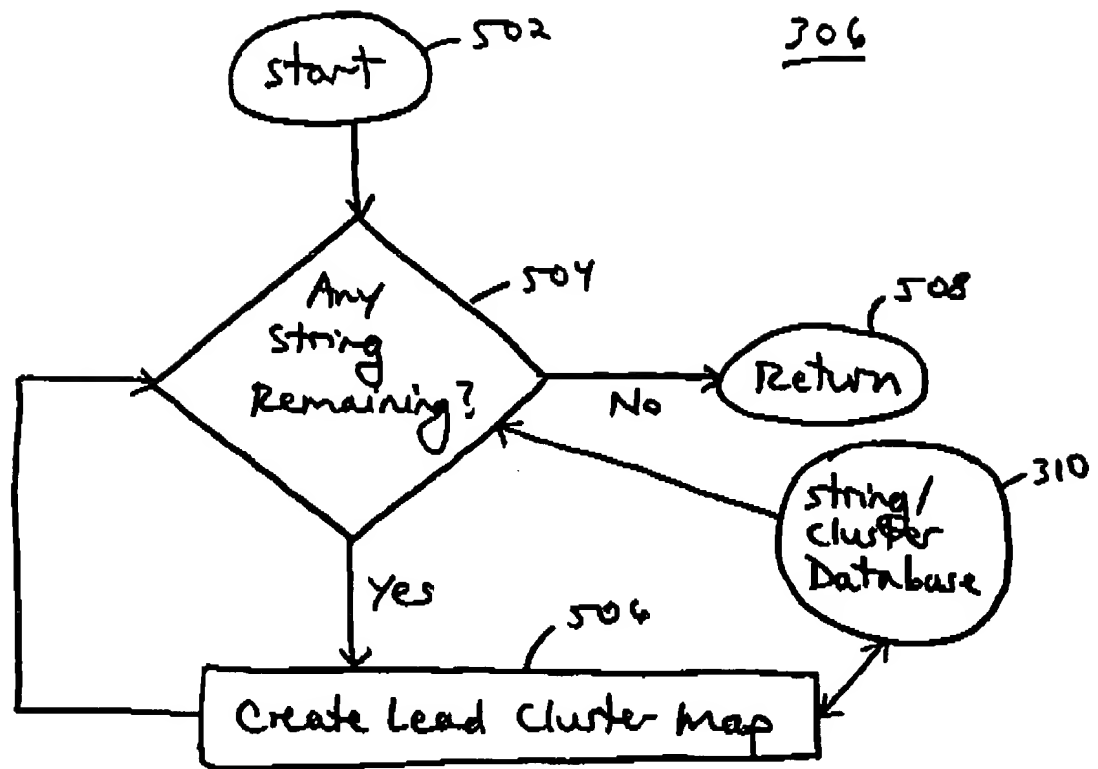 start
502
306
Any
String
Remaining?
504
No
Return
508
string/
Cluster
Database
310
Yes
506
Create Lead Cluster Map